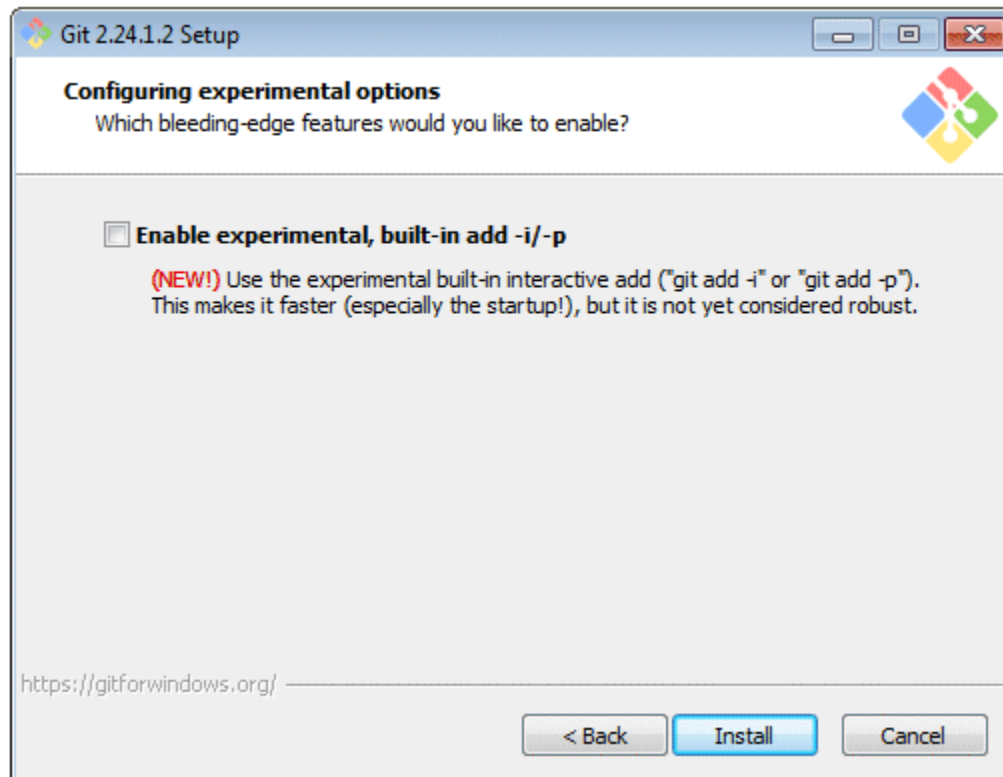 Git 2.24.1.2 Setup
Configuring experimental options
Which bleeding-edge features would you like to enable?
Enable experimental, built-in add -i/-p
(NEW!) Use the experimental built-in interactive add ("git add -i" or "git add -p").
This makes it faster (especially the startup!), but it is not yet considered robust.
https://gitforwindows.org/
< Back Install Cancel